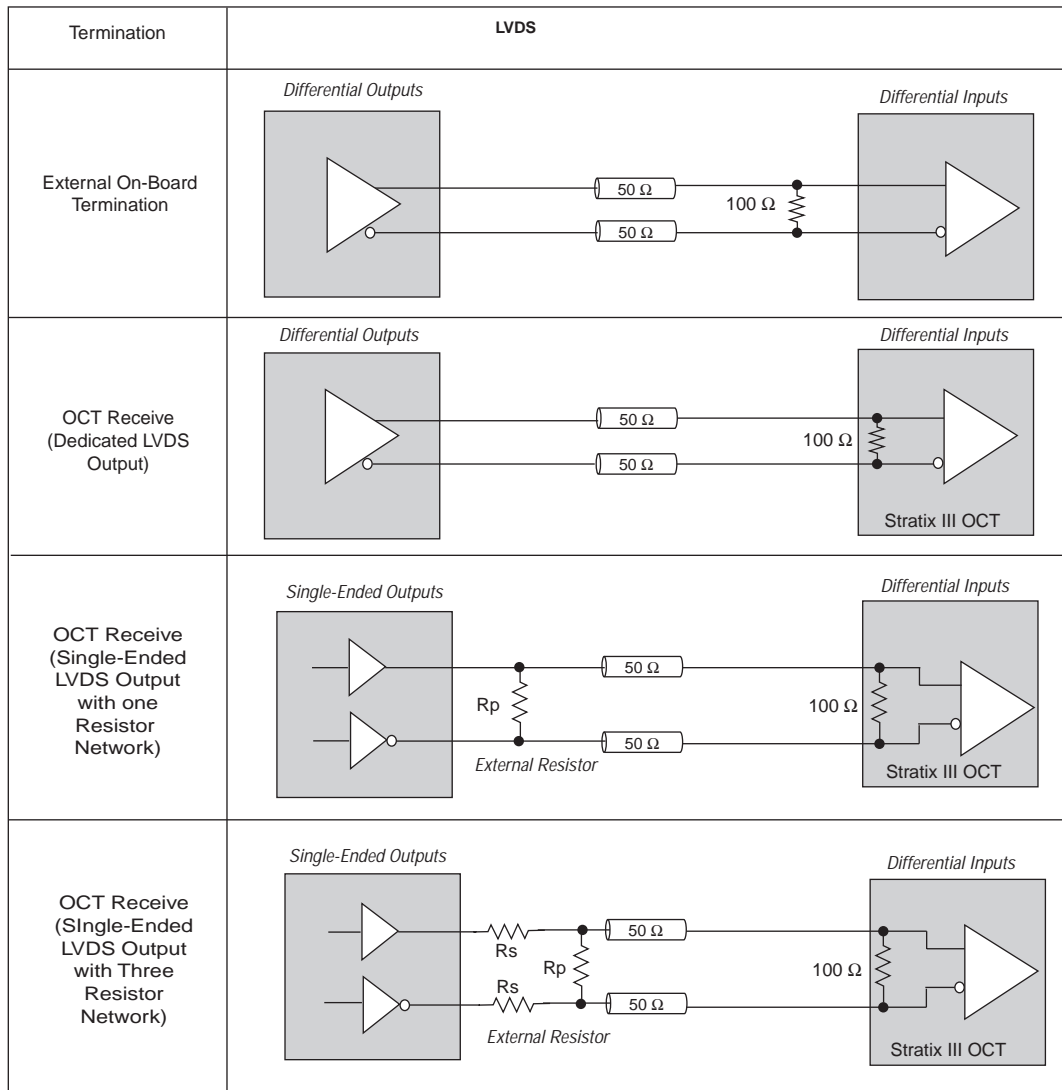 Termination
LVDS
External On-Board
Termination
Differential Outputs
Differential Inputs
50 Ω
50 Ω
100 Ω
OCT Receive
(Dedicated LVDS
Output)
Differential Outputs
Differential Inputs
50 Ω
50 Ω
100 Ω
Stratix III OCT
OCT Receive
(Single-Ended
LVDS Output
with one
Resistor
Network)
Single-Ended Outputs
Differential Inputs
50 Ω
Rp
100 Ω
50 Ω
External Resistor
Stratix III OCT
OCT Receive
(SIngle-Ended
LVDS Output
with Three
Resistor
Network)
Single-Ended Outputs
Differential Inputs
50 Ω
Rs
Rp
100 Ω
Rs
50 Ω
External Resistor
Stratix III OCT